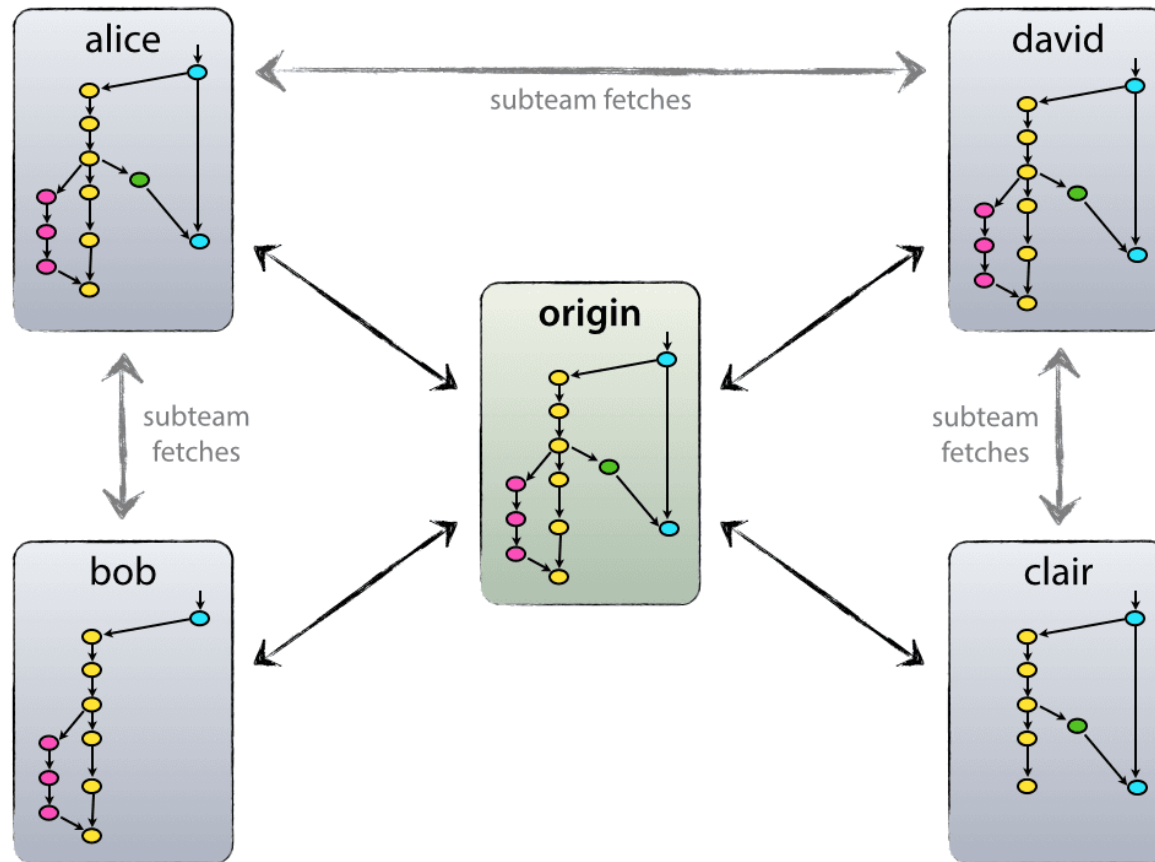 alice
david
subteam fetches
origin
subteam
fetches
subteam
fetches
bob
clair